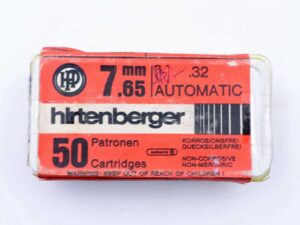 HP
7 mm
.65
.32
AUTOMATIC
hirtenberger
50 Patronen
Cartridges
KORROSIONSFREI
QUECKSILBERFREI
NON-CORROSIVE
NON-MERCURIC
WARNING: KEEP OUT OF REACH OF CHILDREN !